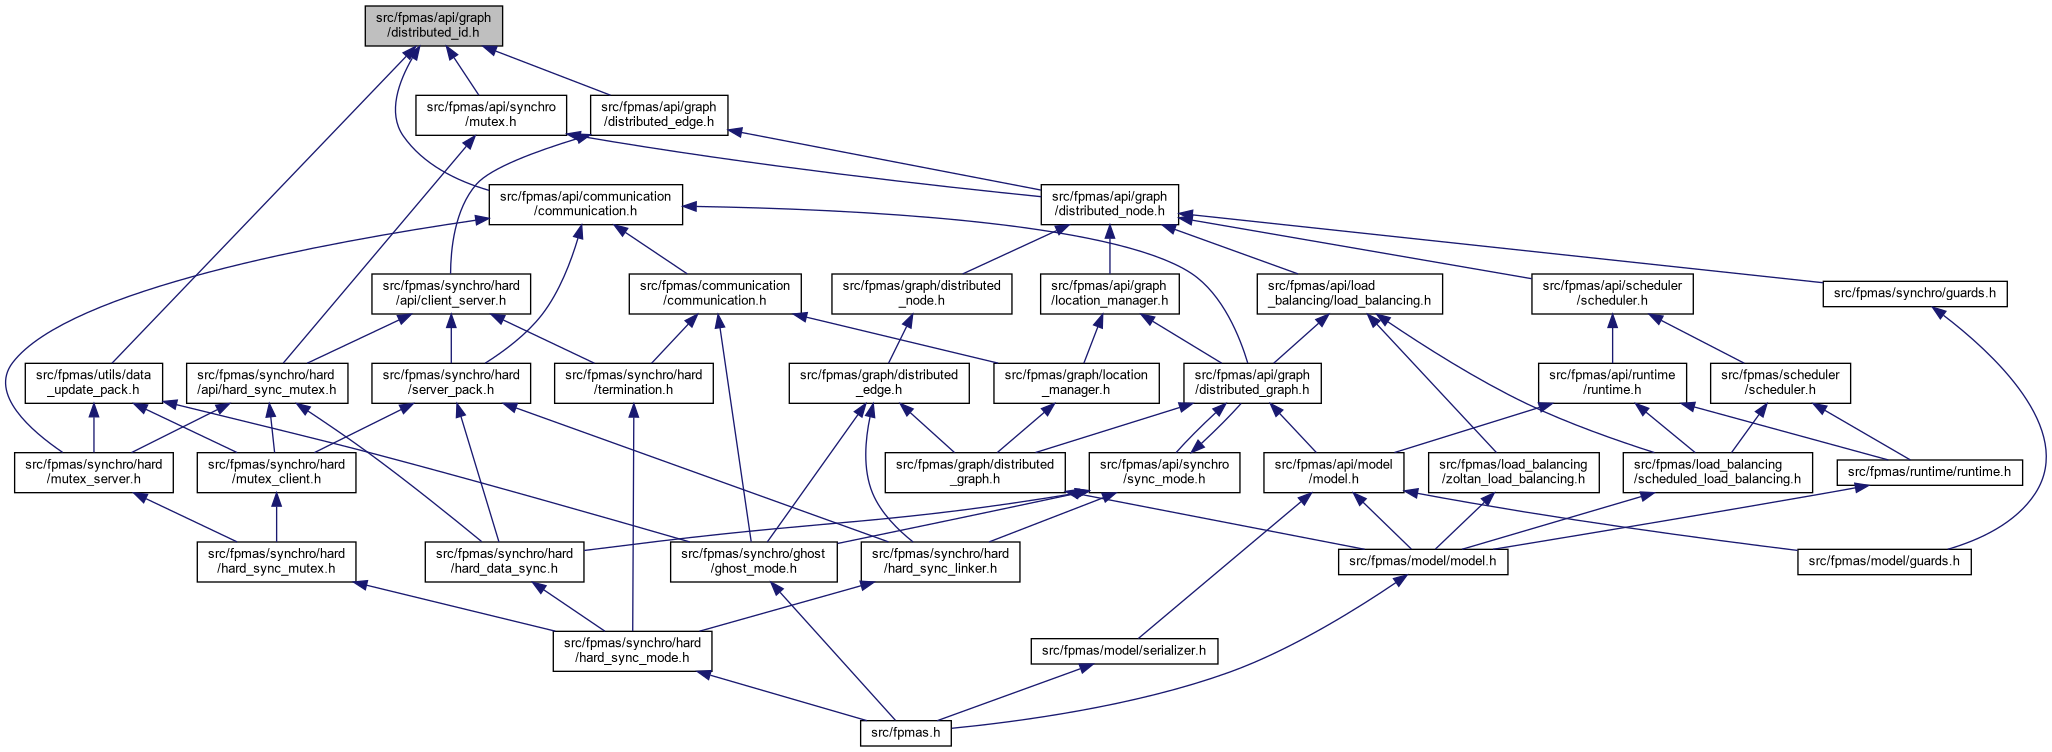 src/fpmas/api/graph
/distributed_id.h
src/fpmas/api/synchro
/mutex.h
src/fpmas/api/graph
/distributed_edge.h
src/fpmas/api/communication
/communication.h
src/fpmas/api/graph
/distributed_node.h
src/fpmas/synchro/hard
/api/client_server.h
src/fpmas/communication
/communication.h
src/fpmas/graph/distributed
_node.h
src/fpmas/api/graph
/location_manager.h
src/fpmas/api/load
_balancing/load_balancing.h
src/fpmas/api/scheduler
/scheduler.h
src/fpmas/synchro/guards.h
src/fpmas/utils/data
_update_pack.h
src/fpmas/synchro/hard
/api/hard_sync_mutex.h
src/fpmas/synchro/hard
/server_pack.h
src/fpmas/synchro/hard
/termination.h
src/fpmas/graph/distributed
_edge.h
src/fpmas/graph/location
_manager.h
src/fpmas/api/graph
/distributed_graph.h
src/fpmas/api/runtime
/runtime.h
src/fpmas/scheduler
/scheduler.h
src/fpmas/synchro/hard
/mutex_server.h
src/fpmas/synchro/hard
/mutex_client.h
src/fpmas/graph/distributed
_graph.h
src/fpmas/api/synchro
/sync_mode.h
src/fpmas/api/model
/model.h
src/fpmas/load_balancing
/zoltan_load_balancing.h
src/fpmas/load_balancing
/scheduled_load_balancing.h
src/fpmas/runtime/runtime.h
src/fpmas/synchro/hard
/hard_sync_mutex.h
src/fpmas/synchro/hard
/hard_data_sync.h
src/fpmas/synchro/ghost
/ghost_mode.h
src/fpmas/synchro/hard
/hard_sync_linker.h
src/fpmas/model/model.h
src/fpmas/model/guards.h
src/fpmas/synchro/hard
/hard_sync_mode.h
src/fpmas/model/serializer.h
src/fpmas.h